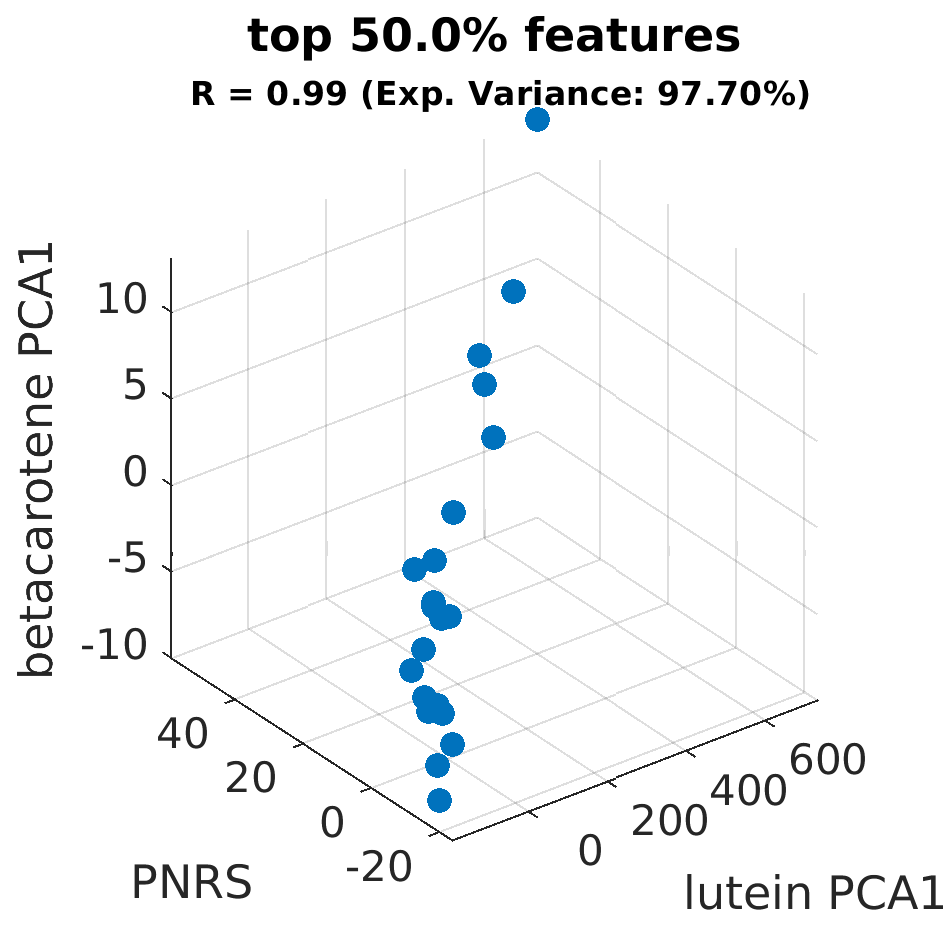 top 50.0% features
R = 0.99 (Exp. Variance: 97.70%)
betacarotene PCA1
10
5
0
-5
-10
40
20
0
-20
PNRS
0
200
400
600
lutein PCA1